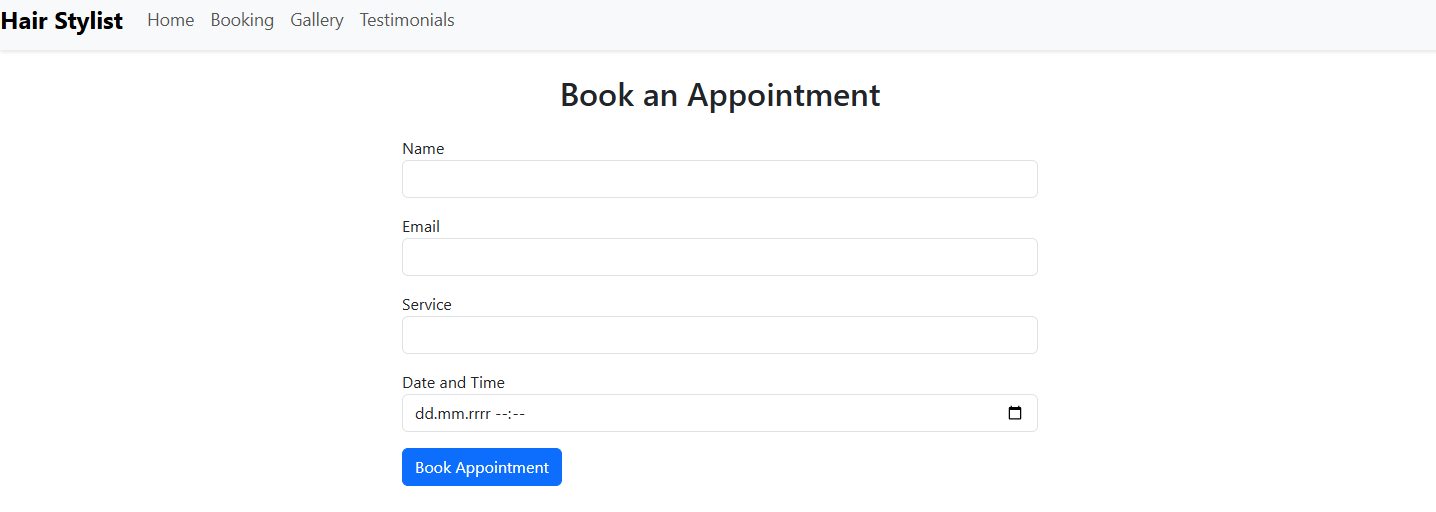 Hair Stylist Home Booking Gallery Testimonials
Book an Appointment
Name
Email
Service
Date and Time
dd.mm.rrrr --:--
Book Appointment